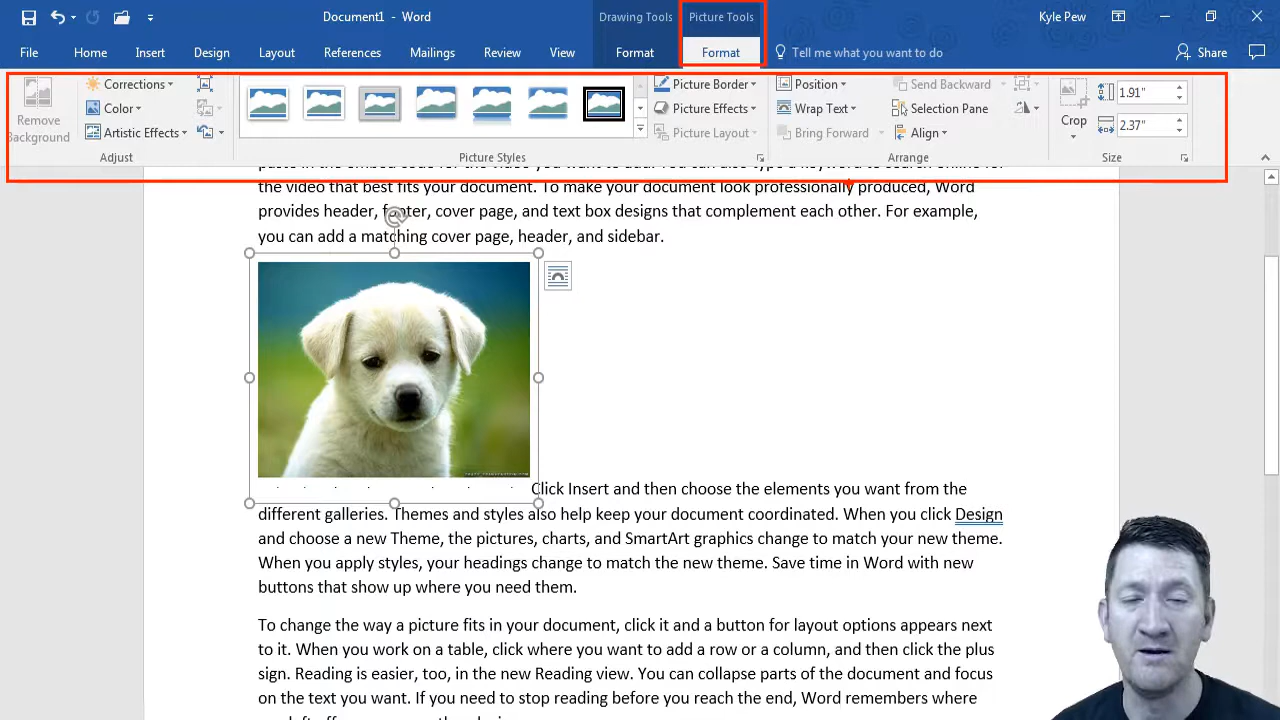 Document1 - Word
Drawing Tools
Picture Tools
Kyle Pew
File
Home
Insert
Design
Layout
References
Mailings
Review
View
Format
Format
Tell me what you want to do
Share
Remove
Background
Corrections
Color
Artistic Effects
Adjust
Picture Styles
Picture Border
Picture Effects
Picture Layout
Position
Wrap Text
Bring Forward
Send Backward
Selection Pane
Align
Arrange
Crop
1.91"
2.37"
Size
the video that best fits your document. To make your document look professionally produced, Word
provides header, footer, cover page, and text box designs that complement each other. For example,
you can add a matching cover page, header, and sidebar.
Click Insert and then choose the elements you want from the
different galleries. Themes and styles also help keep your document coordinated. When you click Design
and choose a new Theme, the pictures, charts, and SmartArt graphics change to match your new theme.
When you apply styles, your headings change to match the new theme. Save time in Word with new
buttons that show up where you need them.
To change the way a picture fits in your document, click it and a button for layout options appears next
to it. When you work on a table, click where you want to add a row or a column, and then click the plus
sign. Reading is easier, too, in the new Reading view. You can collapse parts of the document and focus
on the text you want. If you need to stop reading before you reach the end, Word remembers where